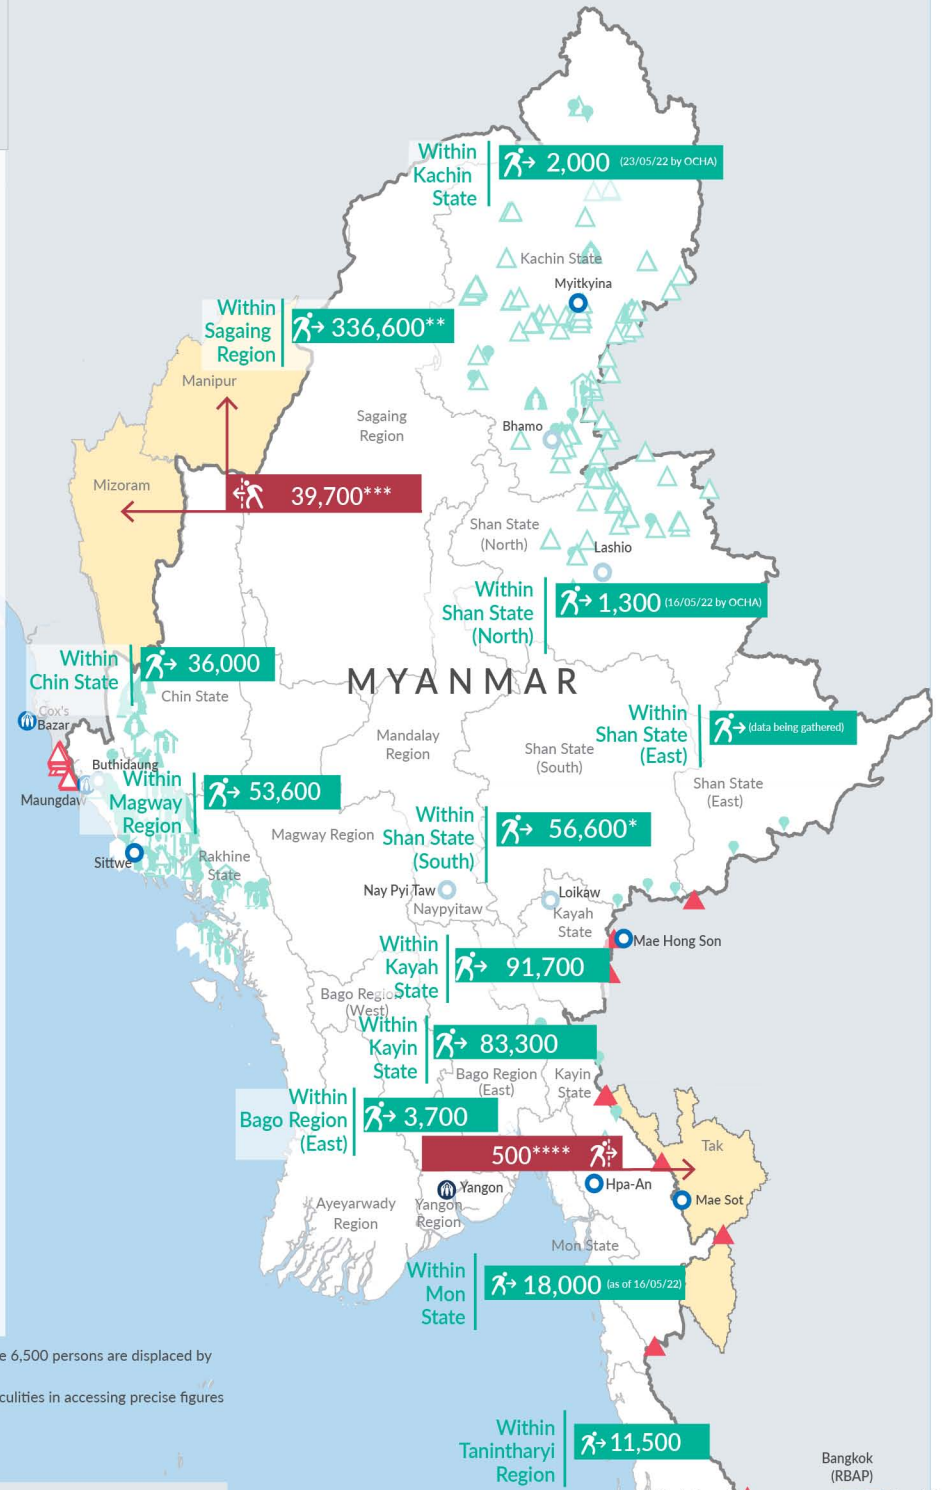 Within
Kachin
State
2,000 (23/05/22 by OCHA)
Kachin State
Myitkyina
Within
Sagaing
Region
336,600**
Manipur
Sagaing
Region
Bhamo
Mizoram
39,700***
Shan State
(North)
Lashio
Within
Shan State
(North)
1,300 (16/05/22 by OCHA)
Within
Chin State
36,000
Chin State
MYANMAR
Cox's
Bazar
Within
Shan State
(East)
(data being gathered)
Mandalay
Region
Shan State
(South)
Shan State
(East)
Buthidaung
Maungdaw
Within
Magway
Region
53,600
Magway Region
Within
Shan State
(South)
56,600*
Sittwe
Rakhine
State
Nay Pyi Taw
Naypyitaw
Loikaw
Kayah
State
Mae Hong Son
Within
Kayah
State
91,700
Bago Region
(West)
Within
Kayin
State
83,300
Bago Region
(East)
Kayin
State
Within
Bago Region
(East)
3,700
500****
Tak
Hpa-An
Mae Sot
Yangon
Yangon
Region
Ayeyarwady
Region
Mon State
Within
Mon
State
18,000 (as of 16/05/22)
e 6,500 persons are displaced by
culities in accessing precise figures
Within
Tanintharyi
Region
11,500
Bangkok
(RBAP)